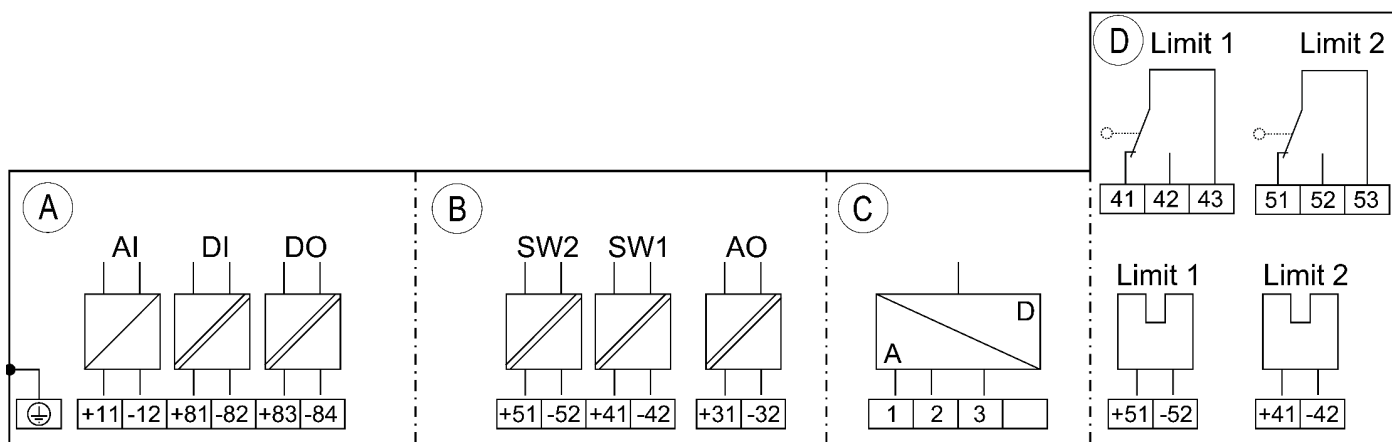 D Limit 1 Limit 2
41 42 43 51 52 53
A B C
AI DI DO SW2 SW1 AO
Limit 1 Limit 2
D
A
+11 -12 +81 -82 +83 -84 +51 -52 +41 -42 +31 -32 1 2 3 +51 -52 +41 -42